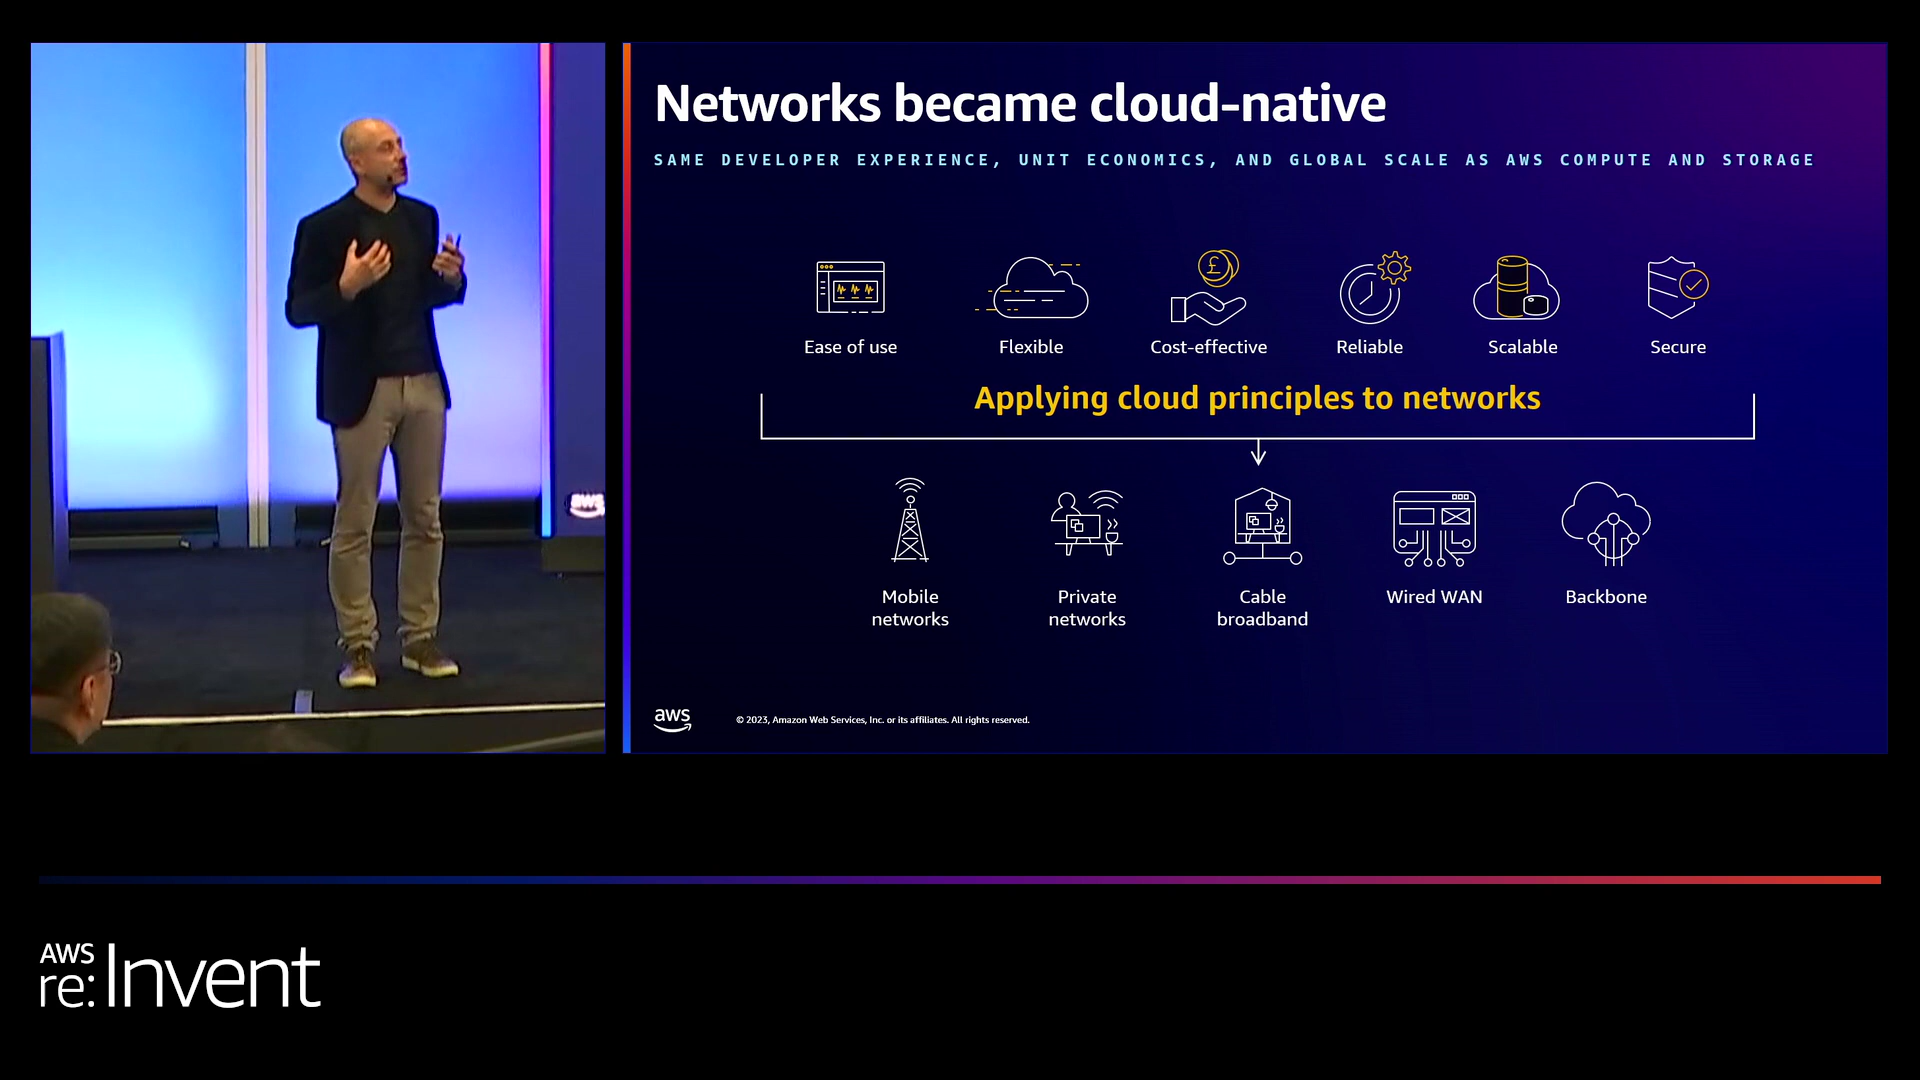 Networks became cloud-native
SAME DEVELOPER EXPERIENCE, UNIT ECONOMICS, AND GLOBAL SCALE AS AWS COMPUTE AND STORAGE
Ease of use
Flexible
£
Cost-effective
Reliable
Scalable
Secure
Applying cloud principles to networks
Mobile
networks
Private
networks
Cable
broadband
Wired WAN
Backbone
aws
© 2023, Amazon Web Services, Inc. or its affiliates. All rights reserved.
aws
AWS
re:Invent